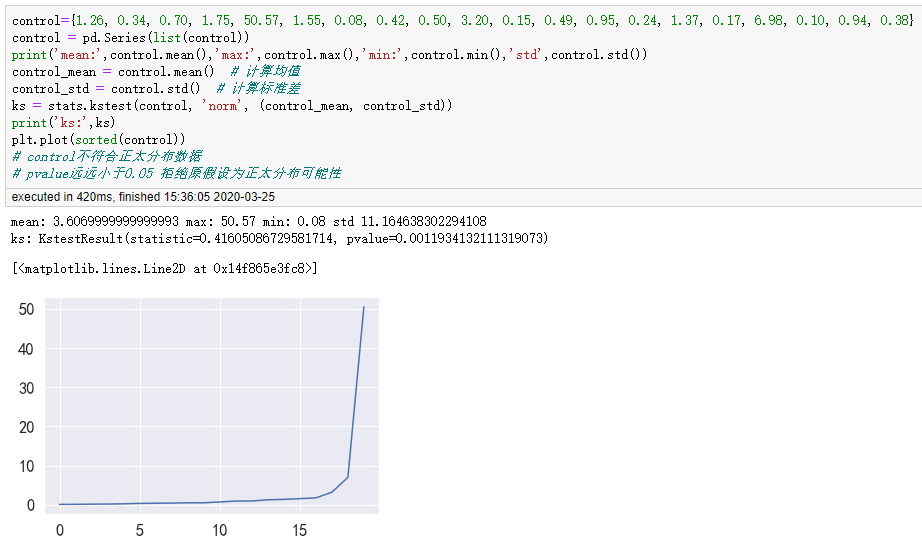 control={1.26, 0.34, 0.70, 1.75, 50.57, 1.55, 0.08, 0.42, 0.50, 3.20, 0.15, 0.49, 0.95, 0.24, 1.37, 0.17, 6.98, 0.10, 0.94, 0.38}
control = pd.Series(list(control))
print('mean:',control.mean(),'max:',control.max(),'min:',control.min(),'std',control.std())
control_mean = control.mean()  # 计算均值
control_std = control.std()  # 计算标准差
ks = stats.kstest(control, 'norm', (control_mean, control_std))
print('ks:',ks)
plt.plot(sorted(control))
# control不符合正太分布数据
# pvalue远远小于0.05 拒绝原假设为正太分布可能性
executed in 420ms, finished 15:36:05 2020-03-25
mean: 3.6069999999999993 max: 50.57 min: 0.08 std 11.164638302294108
ks: KstestResult(statistic=0.41605086729581714, pvalue=0.0011934132111319073)
[<matplotlib.lines.Line2D at 0x14f865e3fc8>]
50
40
30
20
10
0
0 5 10 15